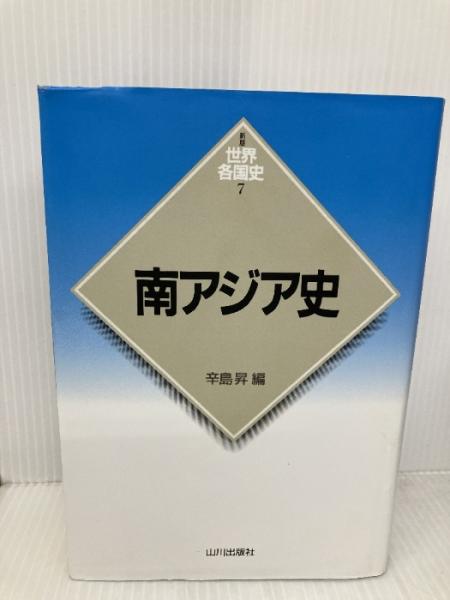 新版
世界
各国史
7
南アジア史
辛島昇 編
山川出版社